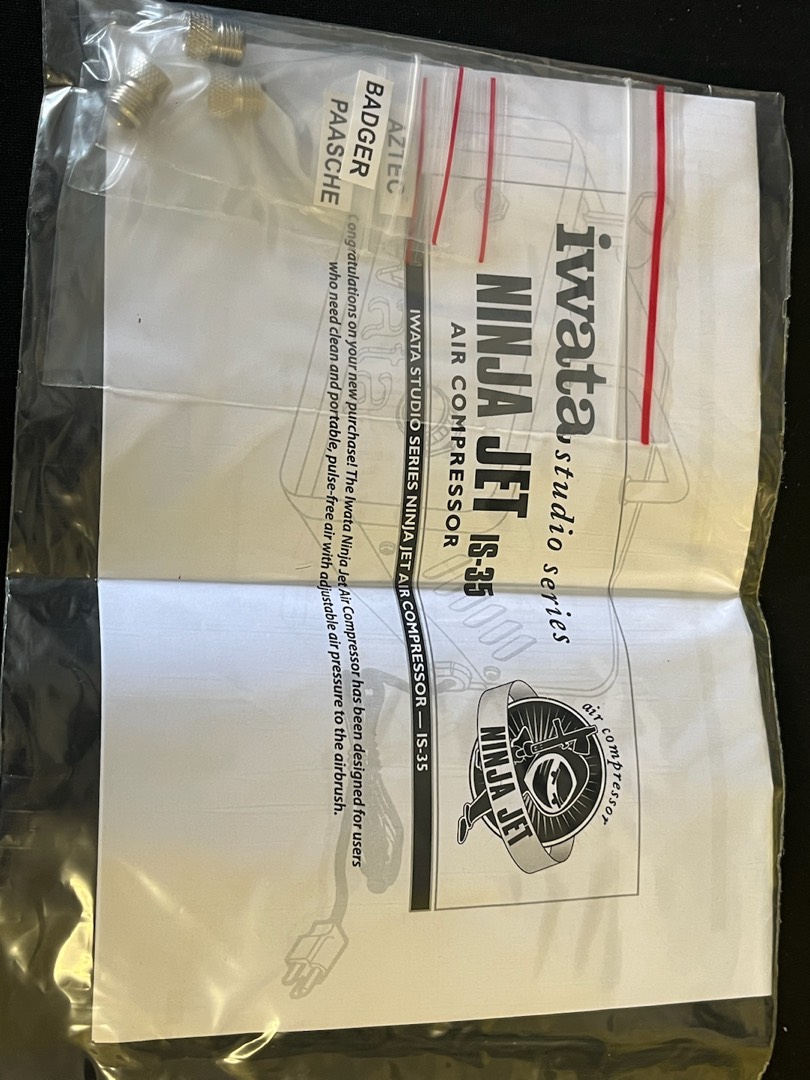 iwata studio series
NINJA JET IS-35
AIR COMPRESSOR
air compressor
NINJA JET
IWATA STUDIO SERIES NINJA JET AIR COMPRESSOR — IS-35
Congratulations on your new purchase! The Iwata Ninja Jet Air Compressor has been designed for users
who need clean and portable, pulse-free air with adjustable air pressure to the airbrush.
AZTEC
BADGER
PAASCHE
iwata